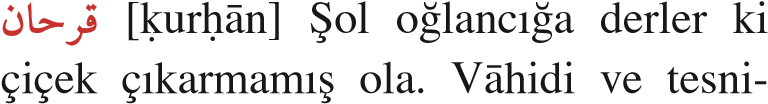 قرحان [ḳurḥān] Şol oğlancığa derler ki
çiçek çıkarmamış ola. Vāhidi ve tesni-